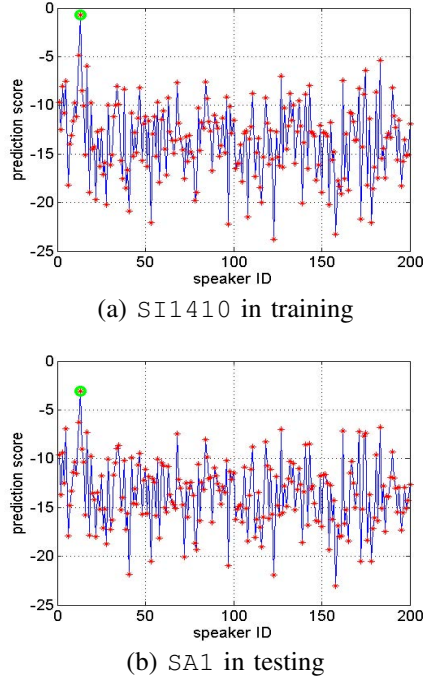 0
−5
−10
−15
−20
−25
prediction score
0 50 100 150 200
speaker ID
(a) SI1410 in training
0
−5
−10
−15
−20
−25
prediction score
0 50 100 150 200
speaker ID
(b) SA1 in testing